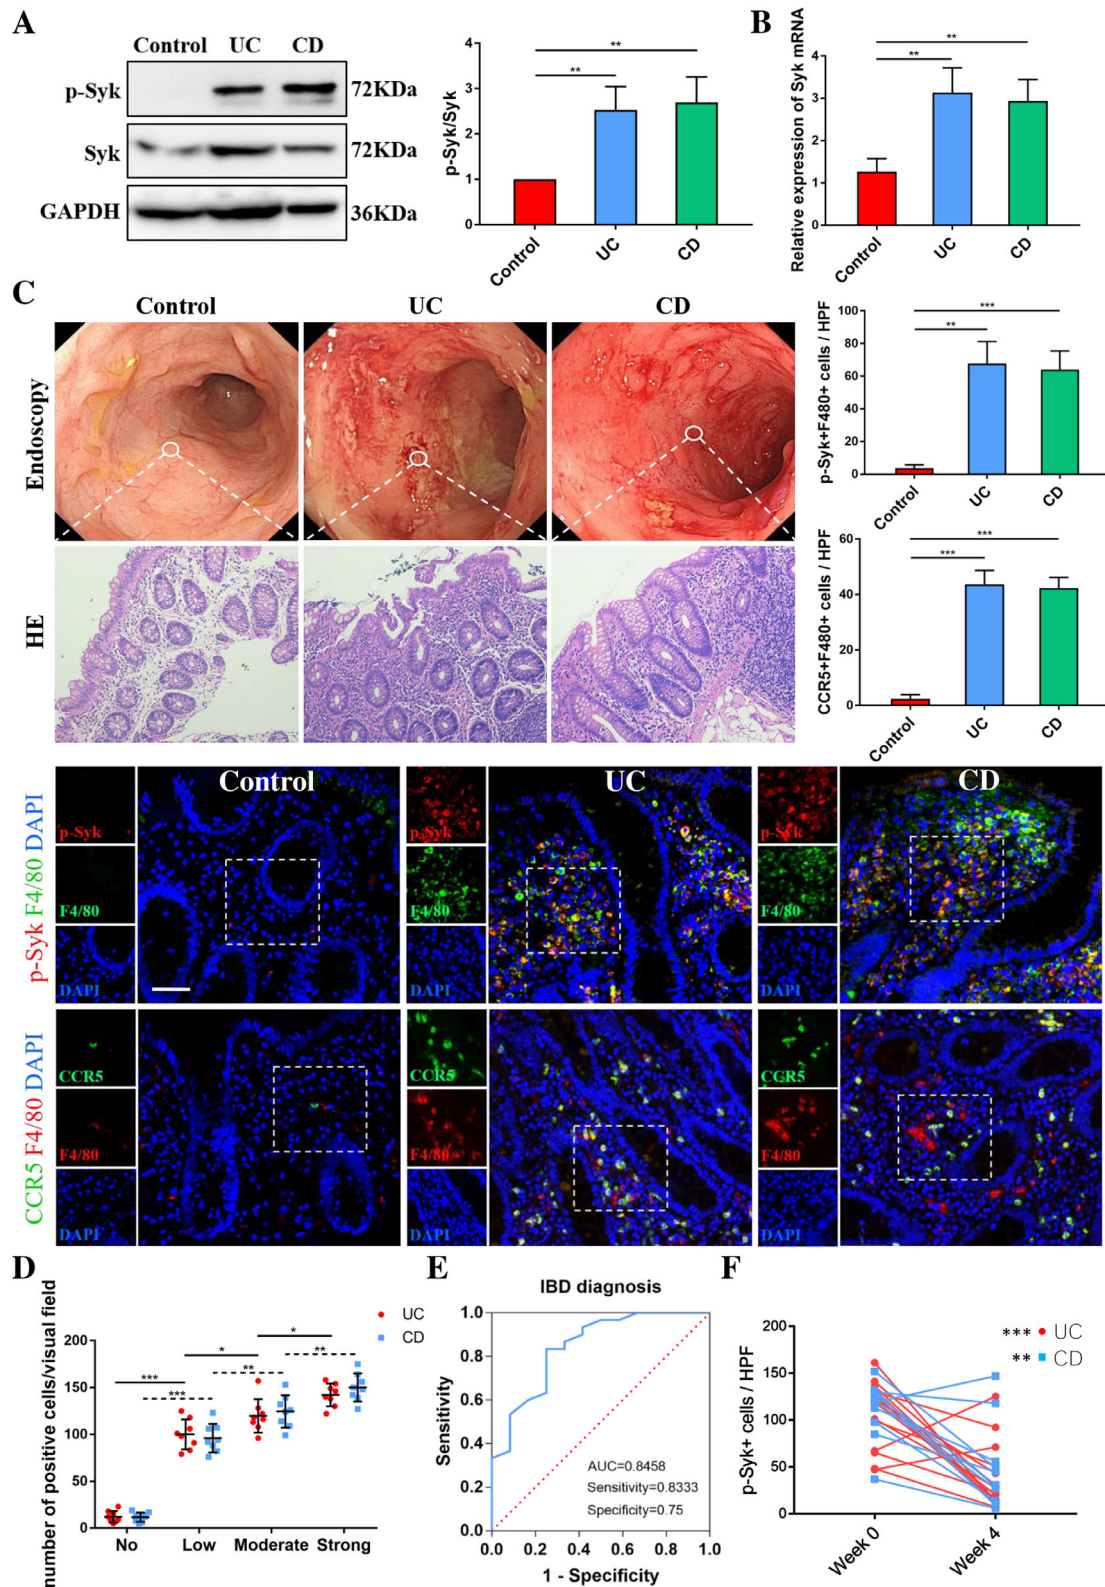 A
Control UC CD
p-Syk 72KDa
Syk 72KDa
GAPDH 36KDa
p-Syk/Syk
4
3
2
1
0
**
**
Control
UC
CD
B
Relative expression of Syk mRNA
4
3
2
1
0
**
**
Control
UC
CD
C
Control UC CD
Endoscopy
HE
p-Syk+F480+ cells / HPF
100
80
60
40
20
0
***
**
Control
UC
CD
CCR5+F480+ cells / HPF
60
40
20
0
***
***
Control
UC
CD
Control UC CD
p-Syk F4/80 DAPI
p-Syk
F4/80
DAPI
p-Syk
F4/80
DAPI
p-Syk
F4/80
DAPI
CCR5 F4/80 DAPI
CCR5
F4/80
DAPI
CCR5
F4/80
DAPI
CCR5
F4/80
DAPI
D
number of positive cells/visual field
UC
CD
200
150
100
50
0
***
***
*
**
*
**
No Low Moderate Strong
E
IBD diagnosis
Sensitivity
1.0
0.8
0.6
0.4
0.2
0.0
AUC=0.8458
Sensitivity=0.8333
Specificity=0.75
0.0 0.2 0.4 0.6 0.8 1.0
1 - Specificity
F
p-Syk+ cells / HPF
200
150
100
50
0
*** UC
** CD
Week 0
Week 4